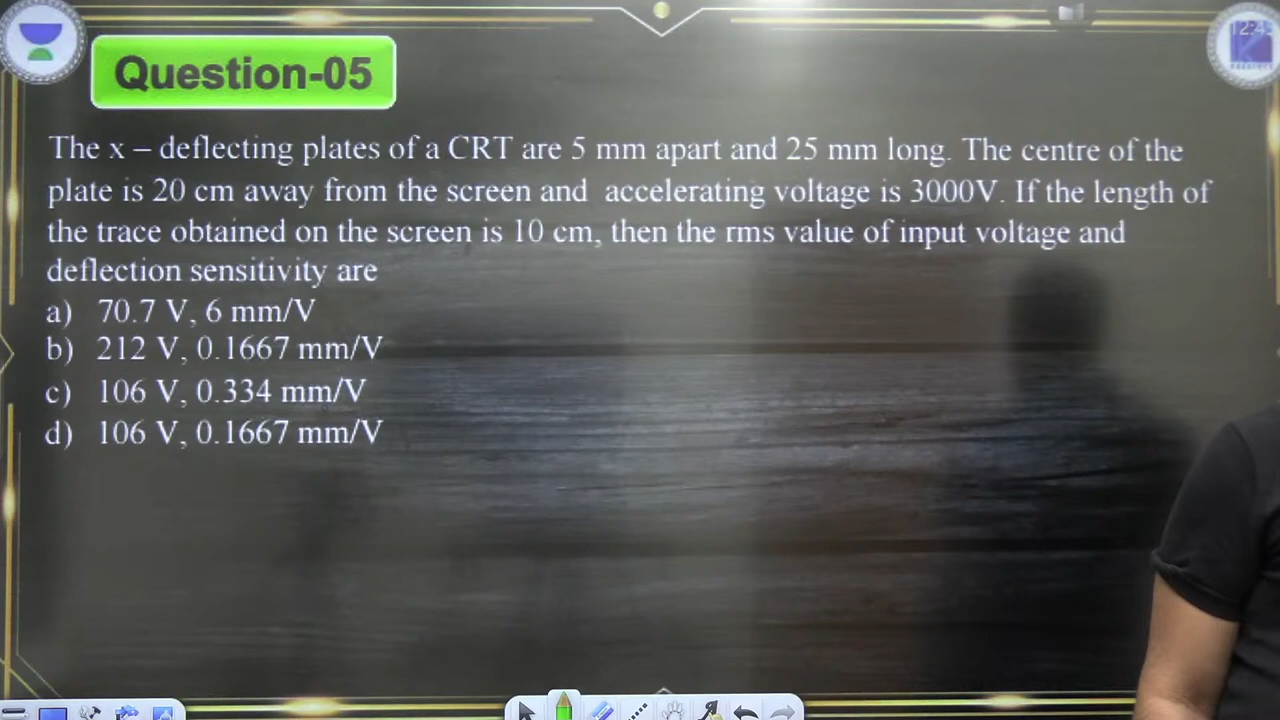 Question-05
The x – deflecting plates of a CRT are 5 mm apart and 25 mm long. The centre of the
plate is 20 cm away from the screen and accelerating voltage is 3000V. If the length of
the trace obtained on the screen is 10 cm, then the rms value of input voltage and
deflection sensitivity are
a) 70.7 V, 6 mm/V
b) 212 V, 0.1667 mm/V
c) 106 V, 0.334 mm/V
d) 106 V, 0.1667 mm/V